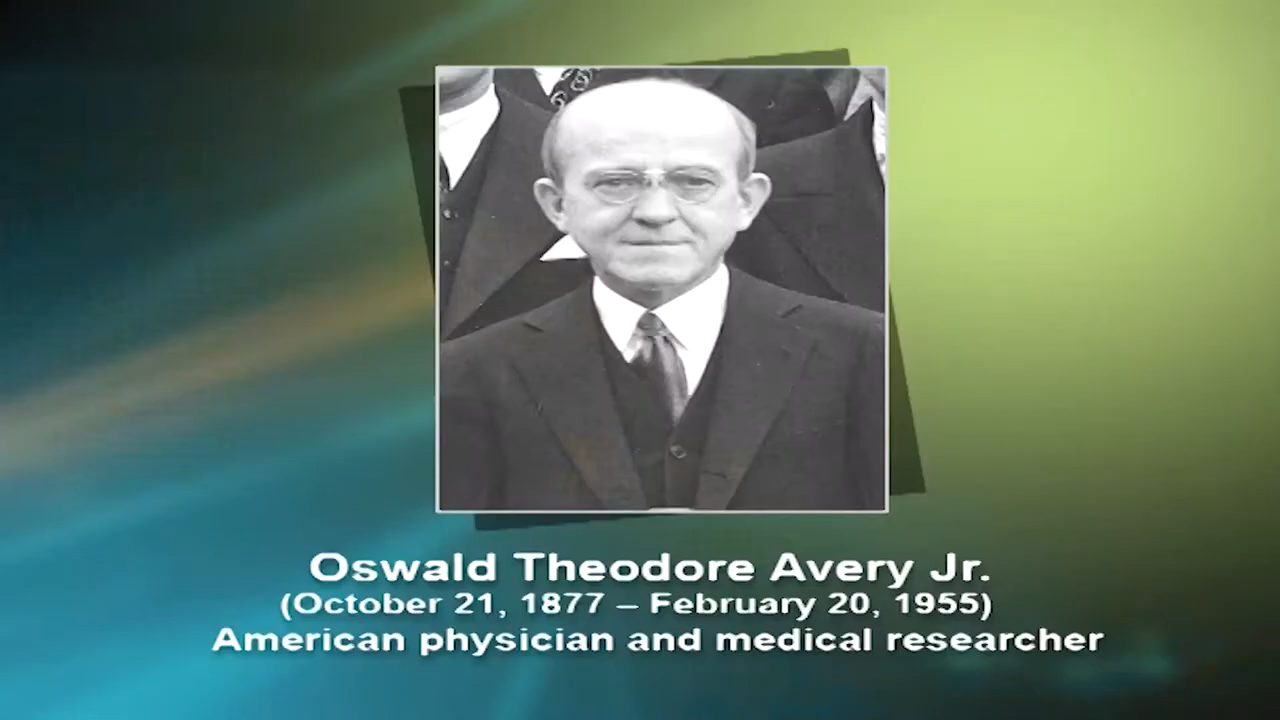 Oswald Theodore Avery Jr.
(October 21, 1877 – February 20, 1955)
American physician and medical researcher